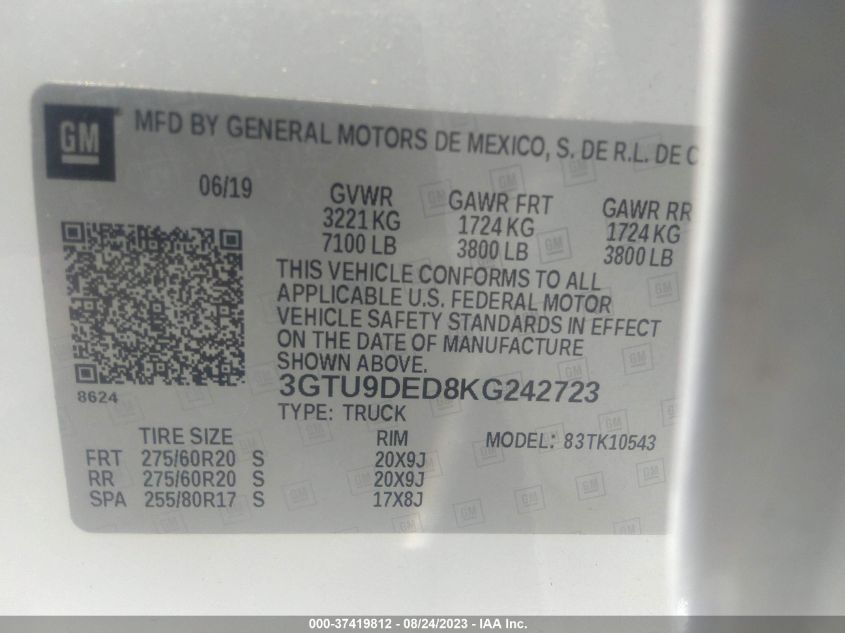 GM
MFD BY GENERAL MOTORS DE MEXICO, S. DE R.L. DE C
06/19
GVWR
3221 KG
7100 LB
GAWR FRT
1724 KG
3800 LB
GAWR RR
1724 KG
3800 LB
THIS VEHICLE CONFORMS TO ALL
APPLICABLE U.S. FEDERAL MOTOR
VEHICLE SAFETY STANDARDS IN EFFECT
ON THE DATE OF MANUFACTURE
SHOWN ABOVE.
8624
3GTU9DED8KG242723
TYPE: TRUCK
MODEL: 83TK10543
TIRE SIZE RIM
FRT 275/60R20 S 20X9J
RR 275/60R20 S 20X9J
SPA 255/80R17 S 17X8J
000-37419812 - 08/24/2023 - IAA Inc.